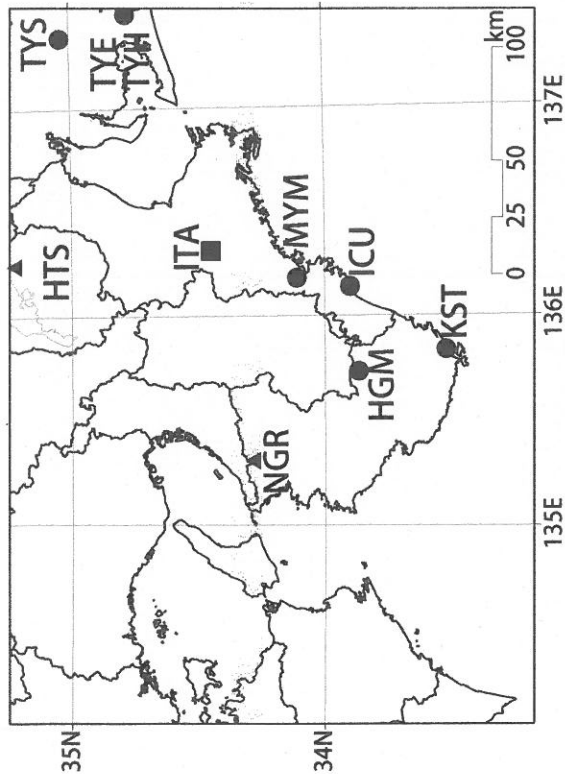 TYS
TYE
TYH
HTS
ITA
MYM
ICU
KST
HGM
NGR
35N
34N
135E
136E
137E
0
25
50
100
km